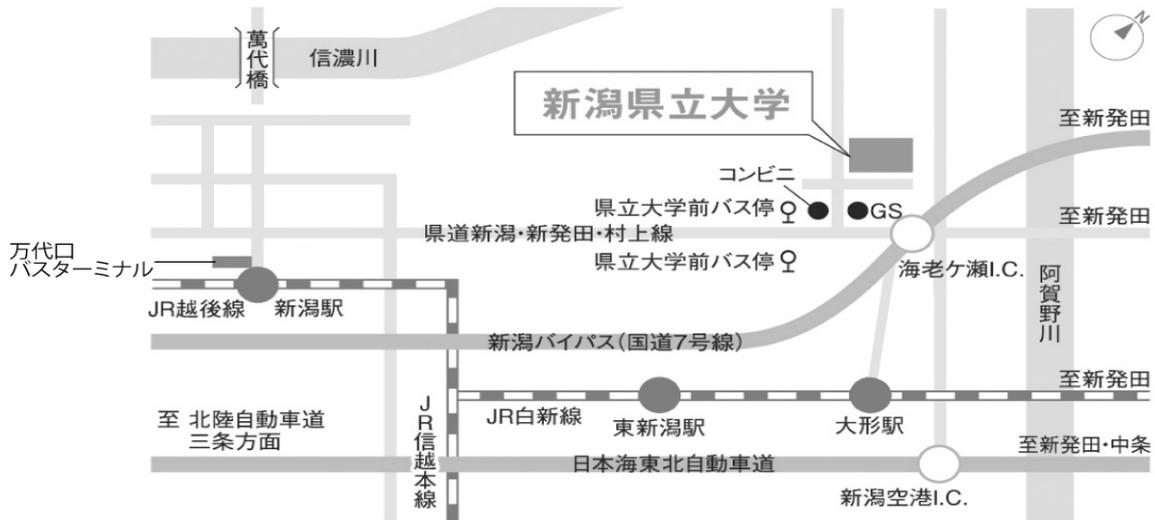 N
萬代橋
信濃川
新潟県立大学
至新発田
コンビニ
県立大学前バス停
GS
至新発田
県道新潟・新発田・村上線
万代口
バスターミナル
県立大学前バス停
海老ケ瀬I.C.
阿賀野川
JR越後線
新潟駅
新潟バイパス(国道7号線)
至新発田
JR白新線
東新潟駅
大形駅
至 北陸自動車道
三条方面
JR信越本線
至新発田・中条
日本海東北自動車道
新潟空港I.C.